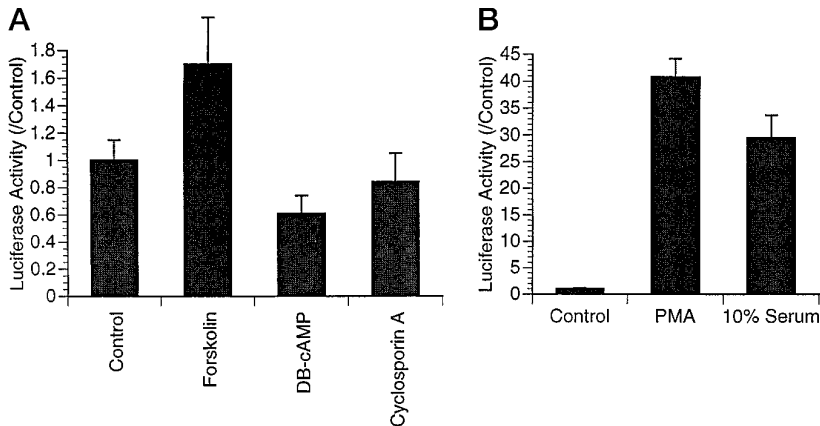 A
Luciferase Activity (/Control)
1.8
1.6
1.4
1.2
1
0.8
0.6
0.4
0.2
0
Control
Forskolin
DB-cAMP
Cyclosporin A
B
Luciferase Activity (/Control)
45
40
35
30
25
20
15
10
5
0
Control
PMA
10% Serum